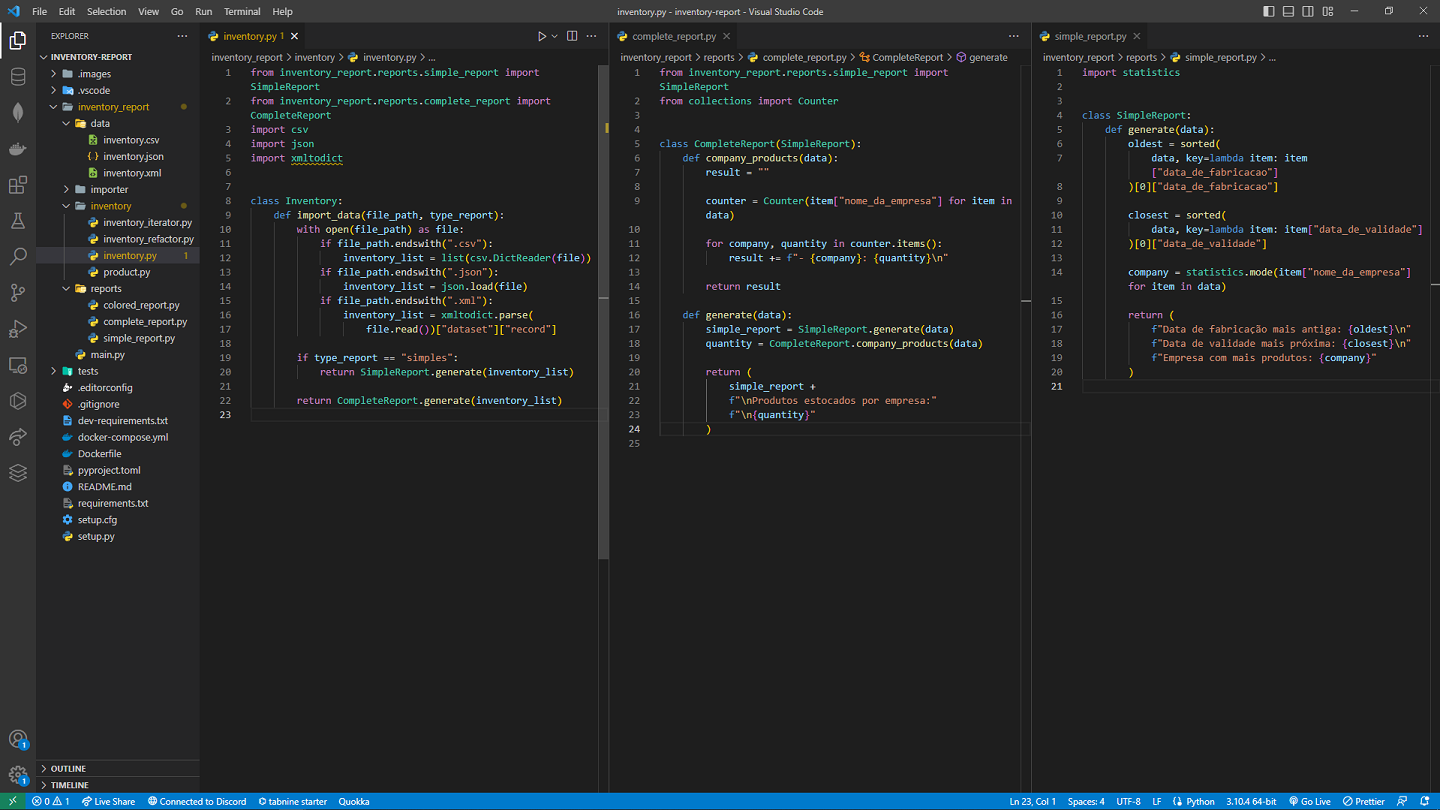 File Edit Selection View Go Run Terminal Help
inventory.py - inventory-report - Visual Studio Code
EXPLORER
INVENTORY-REPORT
.images
.vscode
inventory_report
data
inventory.csv
inventory.json
inventory.xml
importer
inventory
inventory_iterator.py
inventory_refactor.py
inventory.py 1
product.py
reports
colored_report.py
complete_report.py
simple_report.py
main.py
tests
.editorconfig
.gitignore
dev-requirements.txt
docker-compose.yml
Dockerfile
pyproject.toml
README.md
requirements.txt
setup.cfg
setup.py
OUTLINE
TIMELINE
1
1
inventory.py 1
inventory_report > inventory > inventory.py > ...
1 from inventory_report.reports.simple_report import
SimpleReport
2 from inventory_report.reports.complete_report import
CompleteReport
3 import csv
4 import json
5 import xmltodict
6
7
8 class Inventory:
9 def import_data(file_path, type_report):
10 with open(file_path) as file:
11 if file_path.endswith(".csv"):
12 inventory_list = list(csv.DictReader(file))
13 if file_path.endswith(".json"):
14 inventory_list = json.load(file)
15 if file_path.endswith(".xml"):
16 inventory_list = xmltodict.parse(
17 file.read())["dataset"]["record"]
18
19 if type_report == "simples":
20 return SimpleReport.generate(inventory_list)
21
22 return CompleteReport.generate(inventory_list)
23
complete_report.py
inventory_report > reports > complete_report.py > CompleteReport > generate
1 from inventory_report.reports.simple_report import
SimpleReport
2 from collections import Counter
3
4
5 class CompleteReport(SimpleReport):
6 def company_products(data):
7 result = ""
8
9 counter = Counter(item["nome_da_empresa"] for item in
data)
10
11 for company, quantity in counter.items():
12 result += f"- {company}: {quantity}\n"
13
14 return result
15
16 def generate(data):
17 simple_report = SimpleReport.generate(data)
18 quantity = CompleteReport.company_products(data)
19
20 return (
21 simple_report +
22 f"\nProdutos estocados por empresa:"
23 f"\n{quantity}"
24 )
25
simple_report.py
inventory_report > reports > simple_report.py > ...
1 import statistics
2
3
4 class SimpleReport:
5 def generate(data):
6 oldest = sorted(
7 data, key=lambda item: item
["data_de_fabricacao"]
8 )[0]["data_de_fabricacao"]
9
10 closest = sorted(
11 data, key=lambda item: item["data_de_validade"]
12 )[0]["data_de_validade"]
13
14 company = statistics.mode(item["nome_da_empresa"]
for item in data)
15
16 return (
17 f"Data de fabricação mais antiga: {oldest}\n"
18 f"Data de validade mais próxima: {closest}\n"
19 f"Empresa com mais produtos: {company}"
20 )
21
0 1 Live Share Connected to Discord tabnine starter Quokka
Ln 23, Col 1 Spaces: 4 UTF-8 LF Python 3.10.4 64-bit Go Live Prettier